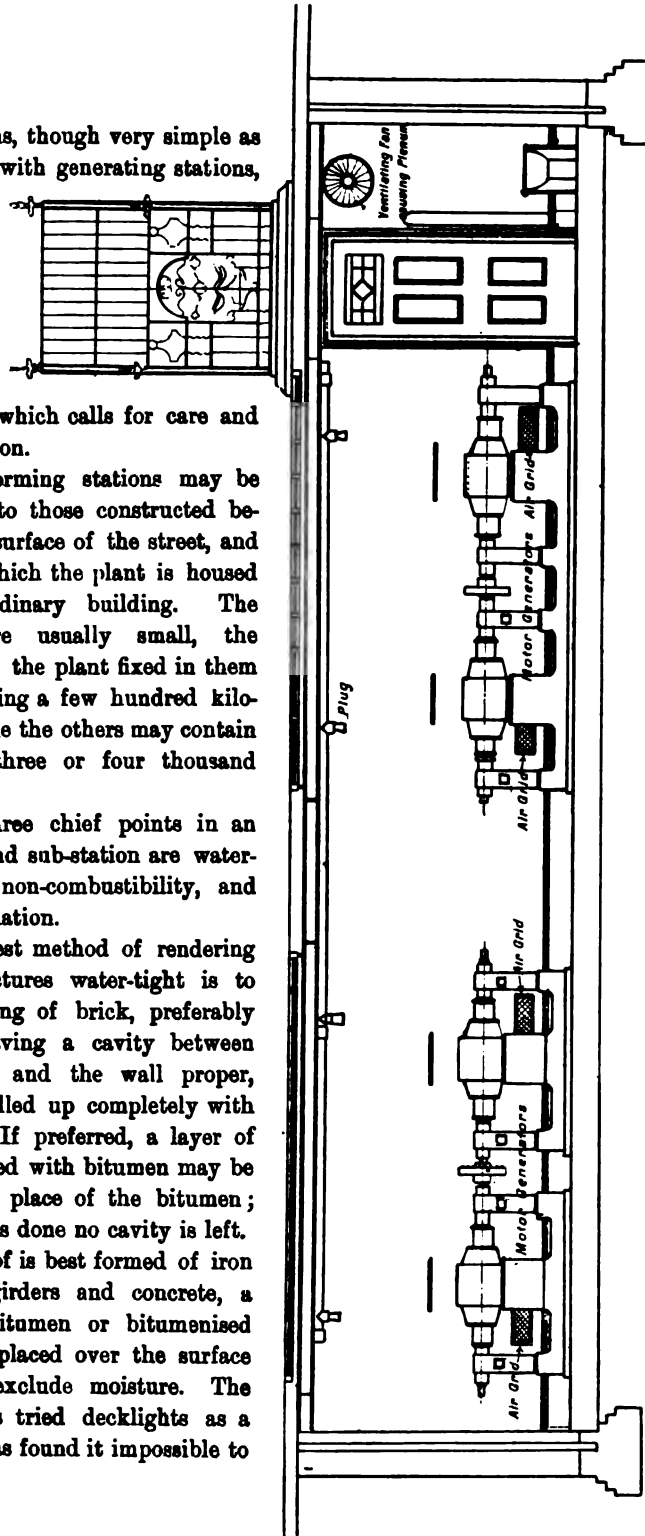 s, though very simple as
with generating stations,
which calls for care and
on.
orming stations may be
to those constructed be-
surface of the street, and
hich the plant is housed
dinary building. The
re usually small, the
the plant fixed in them
ing a few hundred kilo-
e the others may contain
three or four thousand
ree chief points in an
nd sub-station are water-
non-combustibility, and
ation.
est method of rendering
ctures water-tight is to
ng of brick, preferably
ving a cavity between
and the wall proper,
lled up completely with
If preferred, a layer of
ed with bitumen may be
place of the bitumen;
s done no cavity is left.
of is best formed of iron
girders and concrete, a
itumen or bitumenised
placed over the surface
exclude moisture. The
s tried decklights as a
as found it impossible to
Ventilating Fan
causing Plenum
Air Grid
Motor Generators
Plug
Air Grid
Air Grid
Motor Generators
Air Grid